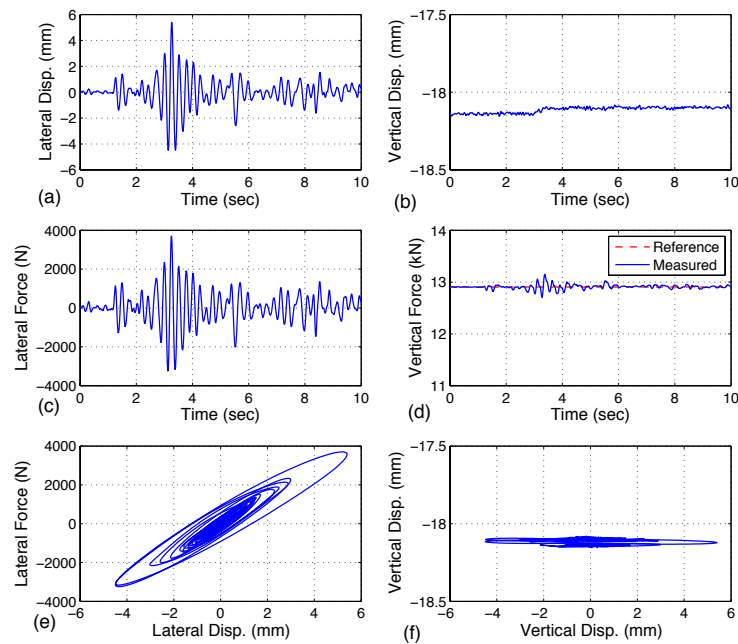 6
4
2
0
−2
−4
−6
0 2 4 6 8 10
Lateral Disp. (mm)
Time (sec)
(a)
−17.5
−18
−18.5
0 2 4 6 8 10
Vertical Disp. (mm)
Time (sec)
(b)
4000
2000
0
−2000
−4000
0 2 4 6 8 10
Lateral Force (N)
Time (sec)
(c)
15
14
13
12
11
0 2 4 6 8 10
Vertical Force (kN)
Time (sec)
Reference
Measured
(d)
4000
2000
0
−2000
−4000
−6 −4 −2 0 2 4 6
Lateral Force (N)
Lateral Disp. (mm)
(e)
−17.5
−18
−18.5
−6 −4 −2 0 2 4 6
Vertical Disp. (mm)
Vertical Disp. (mm)
(f)